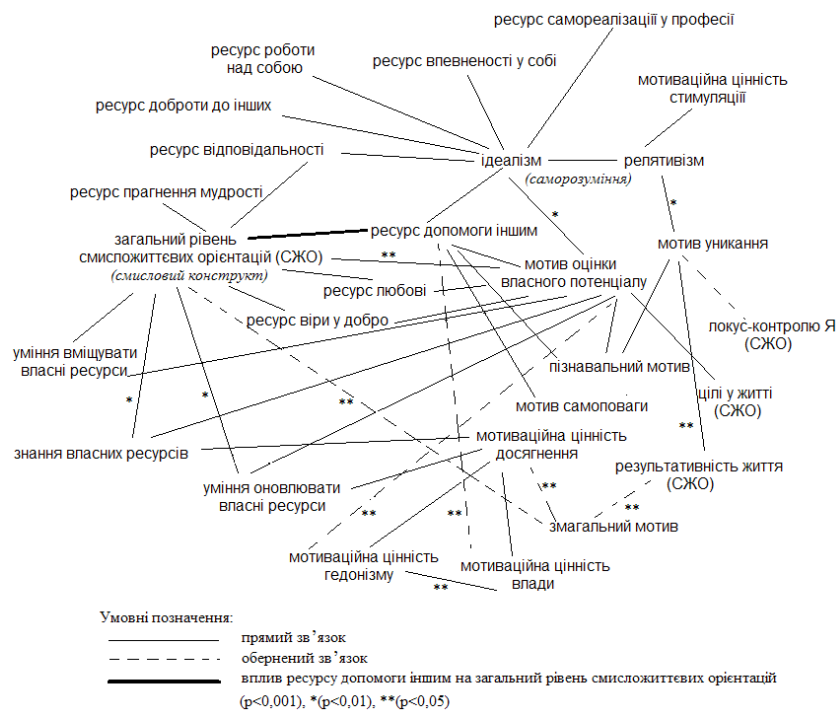 ресурс самореалізаціїї у професії
ресурс роботи
над собою
ресурс впевненості у собі
мотиваційна цінність
стимуляціїї
ресурс доброти до інших
ресурс відповідальності
ідеалізм
(саморозуміння)
релятивізм
ресурс прагнення мудрості
*
*
загальний рівень
смисложиттєвих орієнтацій (СЖО)
(смисловий конструкт)
ресурс допомоги іншим
**
мотив уникання
мотив оцінки
власного потенціалу
ресурс любові
ресурс віри у добро
локус-контролю Я
(СЖО)
уміння вміщувати
власні ресурси
пізнавальний мотив
*
*
**
цілі у житті
(СЖО)
мотив самоповаги
**
знання власних ресурсів
мотиваційна цінність
досягнення
результативність життя
(СЖО)
уміння оновлювати
власні ресурси
**
**
**
**
змагальний мотив
мотиваційна цінність
гедонізму
**
мотиваційна цінність
влади
Умовні позначення:
прямий зв’язок
обернений зв’язок
вплив ресурсу допомоги іншим на загальний рівень смисложиттєвих орієнтацій
(p<0,001), *(p<0,01), **(p<0,05)